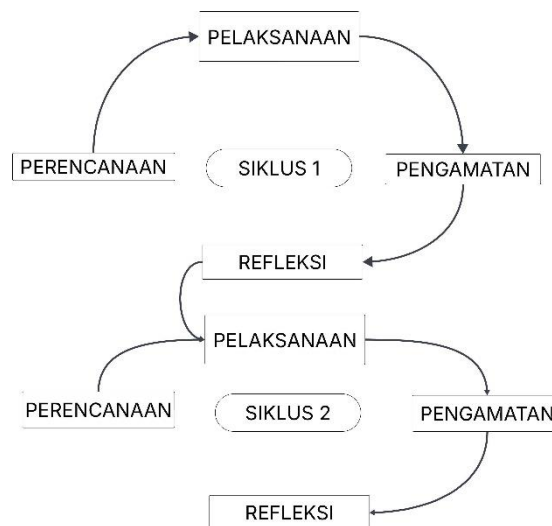 PELAKSANAAN
PERENCANAAN
SIKLUS 1
PENGAMATAN
REFLEKSI
PELAKSANAAN
PERENCANAAN
SIKLUS 2
PENGAMATAN
REFLEKSI